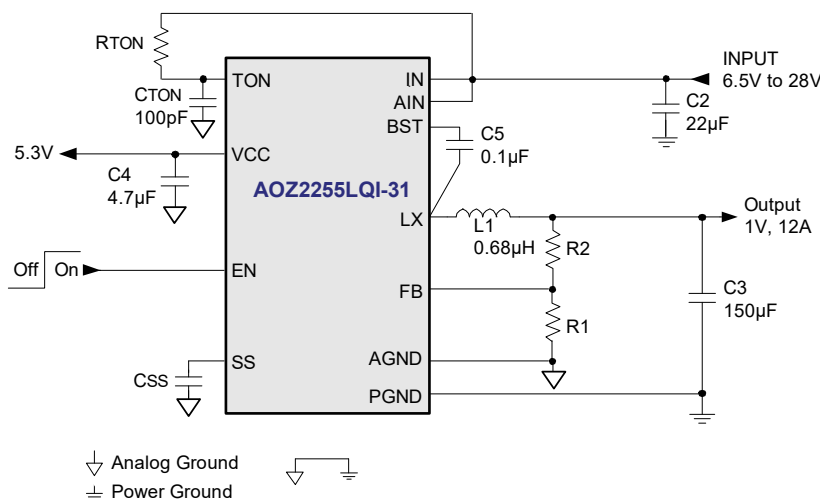 RTON
TON
CTON
100pF
5.3V
C4
4.7µF
VCC
AOZ2255LQI-31
Off
On
EN
CSS
SS
IN
AIN
BST
C5
0.1µF
INPUT
6.5V to 28V
C2
22µF
LX
L1
0.68µH
R2
Output
1V, 12A
FB
R1
C3
150µF
AGND
PGND
Analog Ground
Power Ground